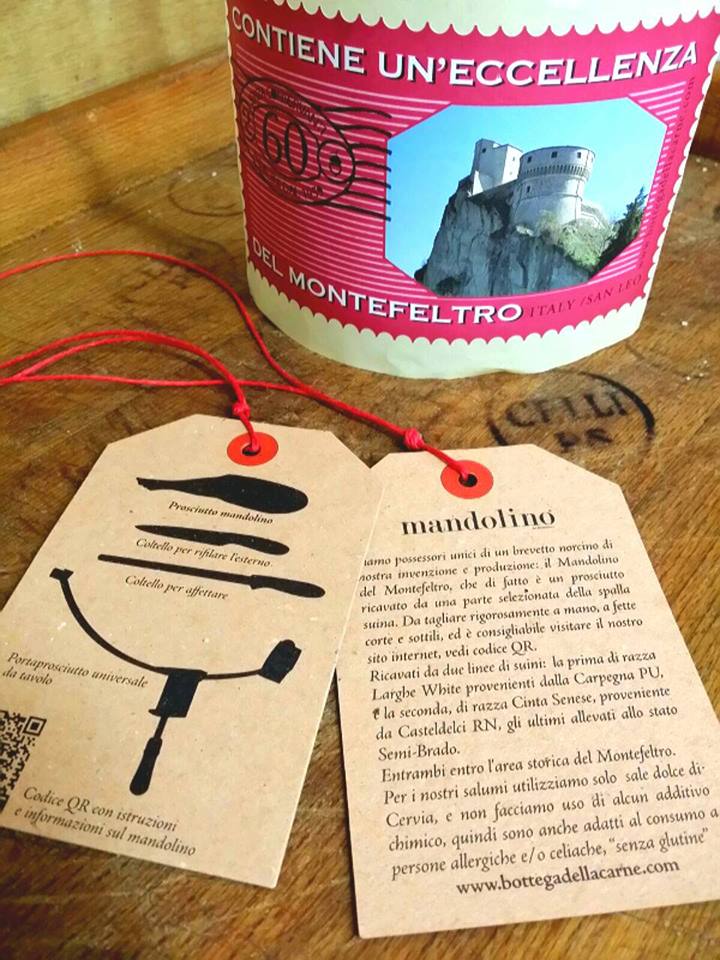 CONTIENE UN'ECCELLENZA
60
DEL MONTEFELTRO ITALY /SAN LEO
CELLI
Prosciutto mandolino
Coltello per rifilare l'esterno
Coltello per affettare
Portaprosciutto universale
da tavolo
Codice QR con istruzioni
e informazioni sul mandolino
mandolino
iamo possessori unici di un brevetto norcino di
nostra invenzione e produzione: il Mandolino
del Montefeltro, che di fatto è un prosciutto
ricavato da una parte selezionata della spalla
suina. Da tagliare rigorosamente a mano, a fette
corte e sottili, ed è consigliabile visitare il nostro
sito internet, vedi codice QR.
Ricavati da due linee di suini: la prima di razza
Larghe White provenienti dalla Carpegna PU,
e la seconda, di razza Cinta Senese, proveniente
da Casteldelci RN, gli ultimi allevati allo stato
Semi-Brado.
Entrambi entro l'area storica del Montefeltro.
Per i nostri salumi utilizziamo solo sale dolce di
Cervia, e non facciamo uso di alcun additivo
chimico, quindi sono anche adatti al consumo a
persone allergiche e/o celiache, "senza glutine"
www.bottegadellacarne.com